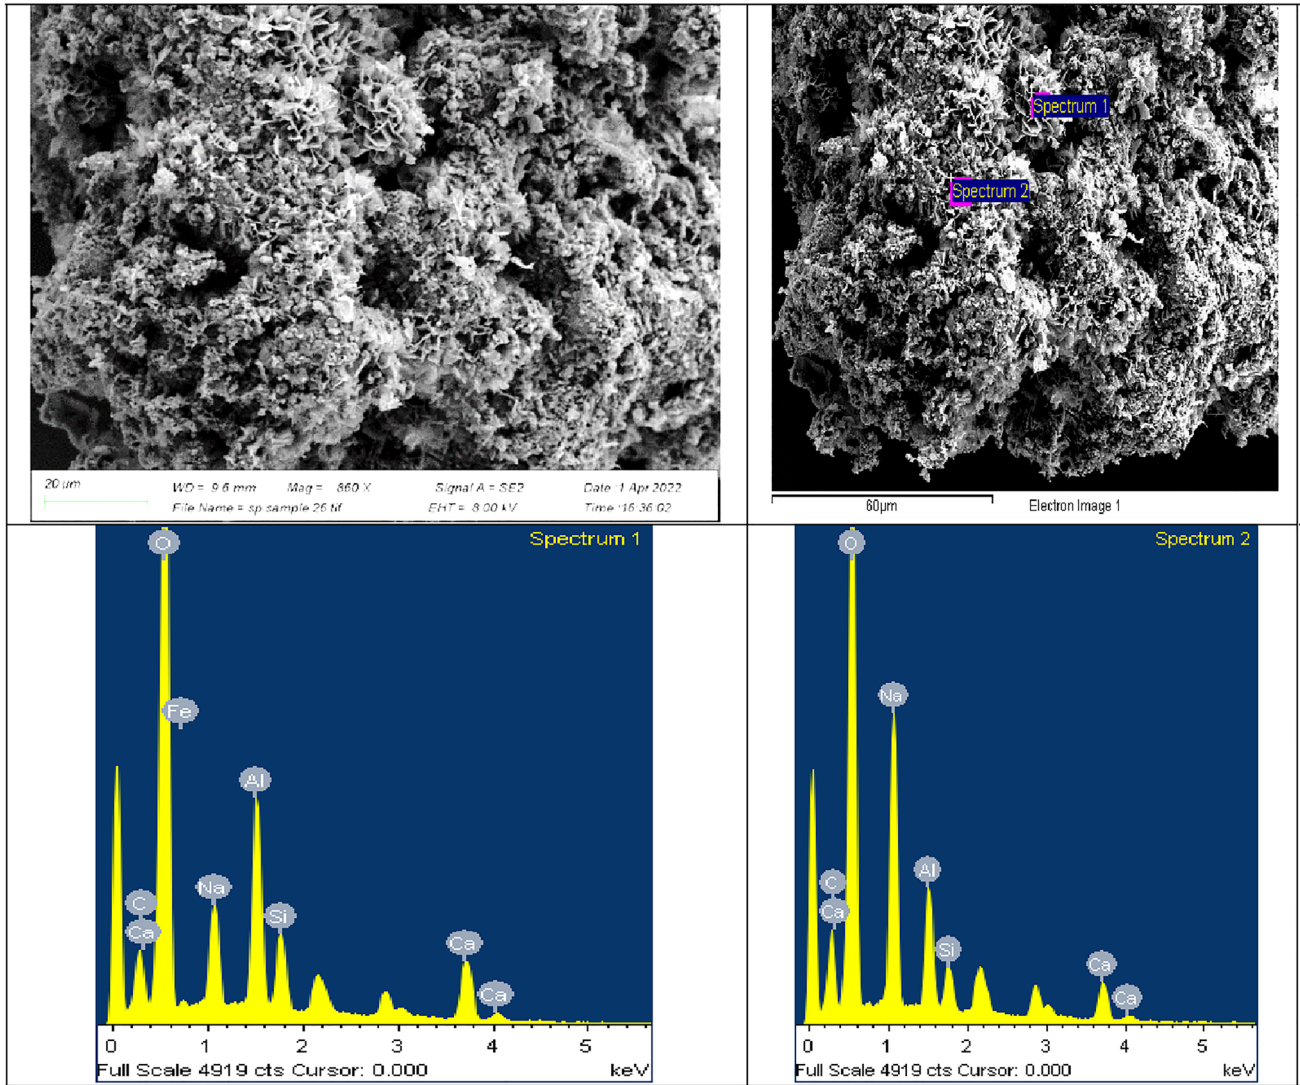 Spectrum 1
Spectrum 2
20 µm
WD = 9.6 mm Mag = 860 X Signal A = SE2 Date :1 Apr 2022
File Name = sp sample 26 tif EHT = 8.00 kV Time :16:36:02
60µm Electron Image 1
Spectrum 1
O
Fe
Al
C
Na
Si
Ca
Ca
Ca
0 1 2 3 4 5
Full Scale 4919 cts Cursor: 0.000 keV
Spectrum 2
O
Na
C
Al
Ca
Si
Ca
Ca
0 1 2 3 4 5
Full Scale 4919 cts Cursor: 0.000 keV